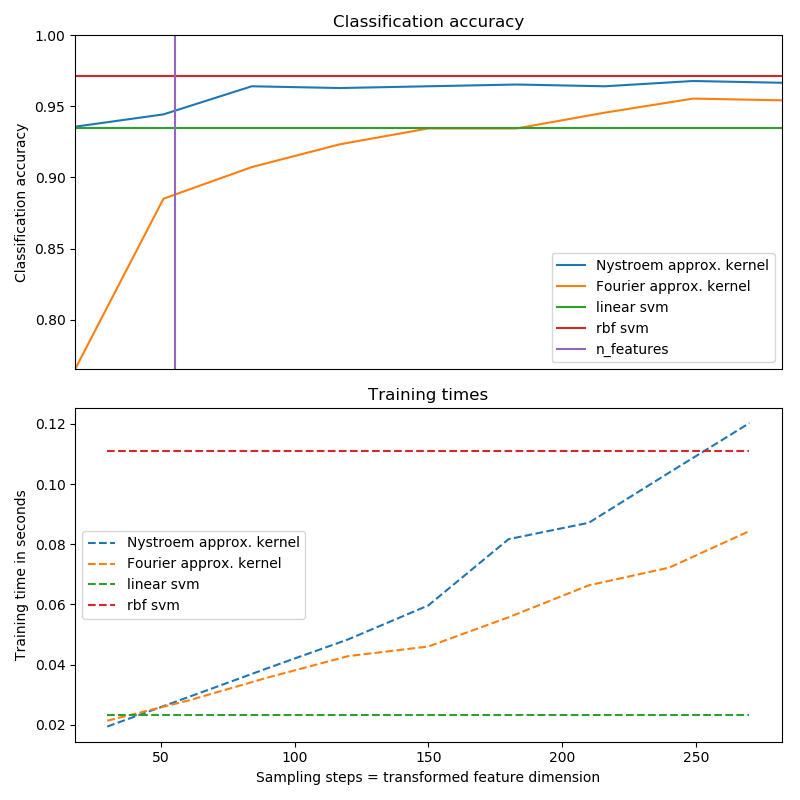 Classification accuracy
Classification accuracy
1.00
0.95
0.90
0.85
0.80
Nystroem approx. kernel
Fourier approx. kernel
linear svm
rbf svm
n_features
Training times
Training time in seconds
0.12
0.10
0.08
0.06
0.04
0.02
Nystroem approx. kernel
Fourier approx. kernel
linear svm
rbf svm
50 100 150 200 250
Sampling steps = transformed feature dimension